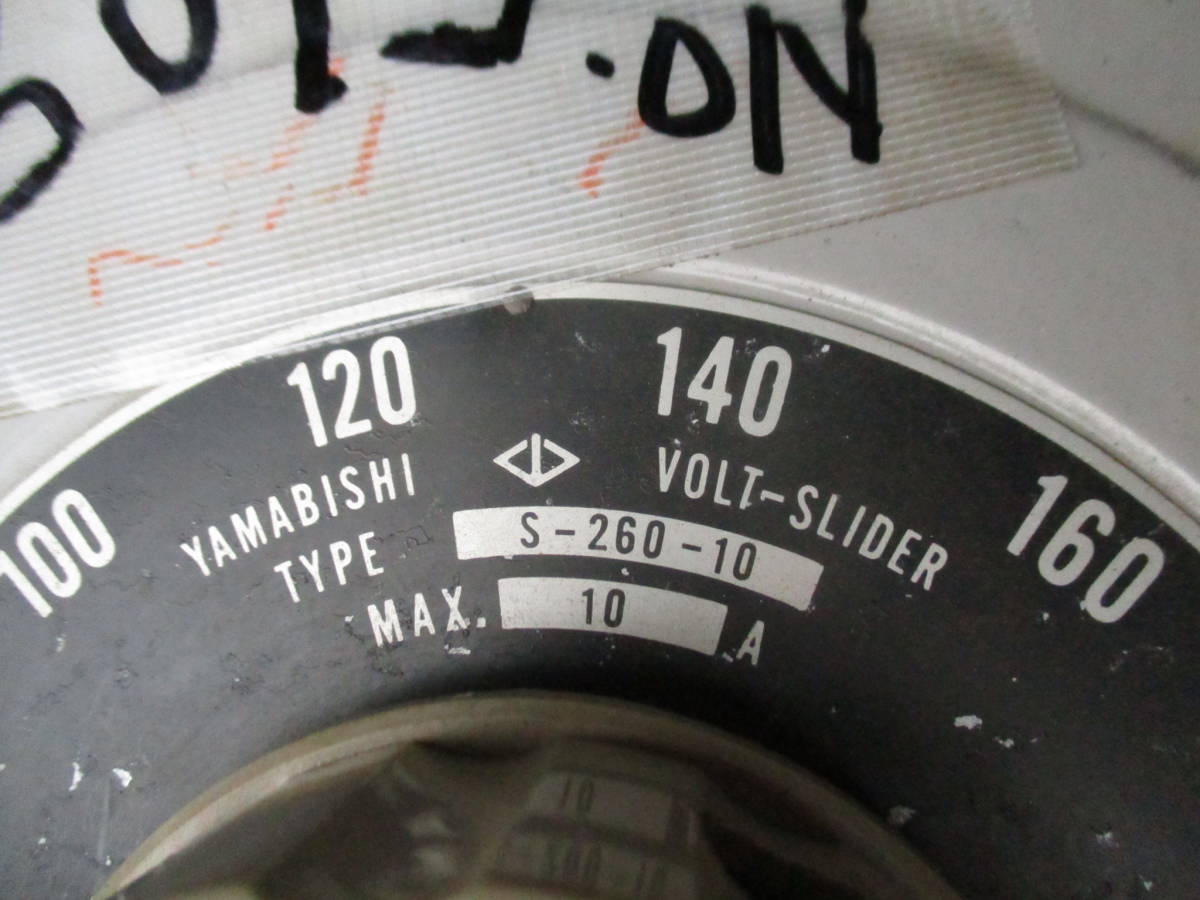 .ON
120
140
100
160
YAMABISHI
VOLT-SLIDER
TYPE S-260-10
MAX. 10 A